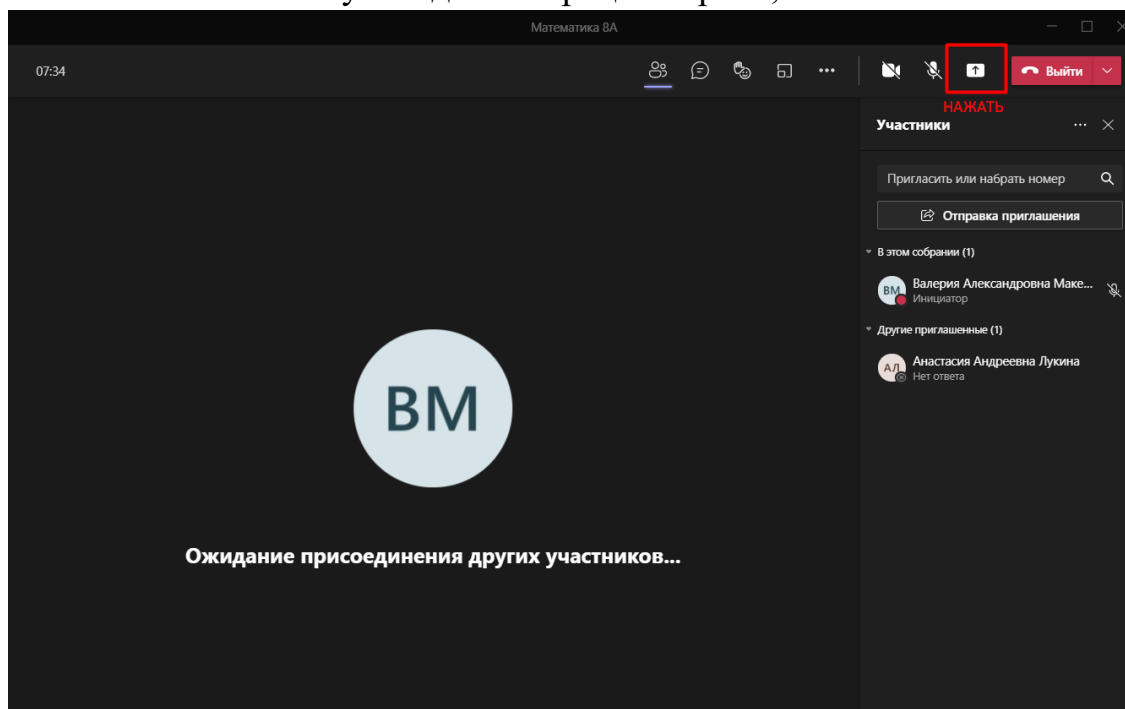 Математика 8А
07:34
Выйти
НАЖАТЬ
Участники
Пригласить или набрать номер
Отправка приглашения
В этом собрании (1)
ВМ
Валерия Александровна Маке...
Инициатор
Другие приглашенные (1)
АЛ
Анастасия Андреевна Лукина
Нет ответа
ВМ
Ожидание присоединения других участников...